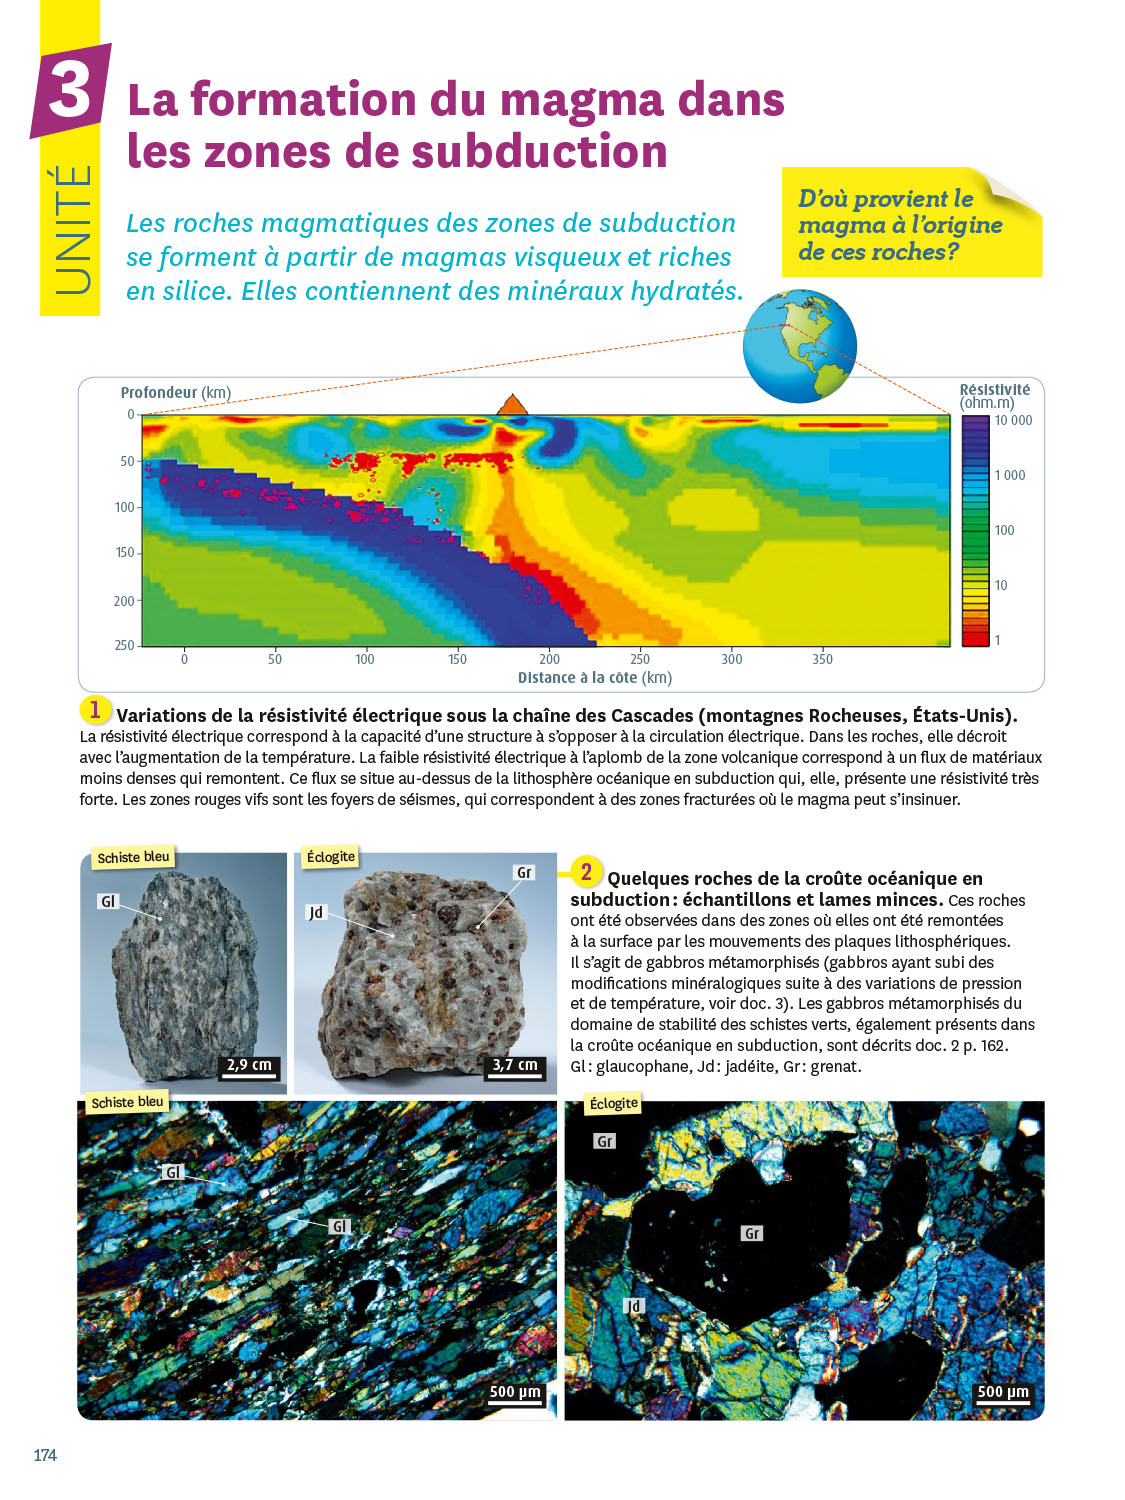 3
UNITÉ
La formation du magma dans
les zones de subduction
Les roches magmatiques des zones de subduction
se forment à partir de magmas visqueux et riches
en silice. Elles contiennent des minéraux hydratés.
D’où provient le
magma à l’origine
de ces roches?
Profondeur (km)
0
50
100
150
200
250
0
50
100
150
200
250
300
350
Distance à la côte (km)
Résistivité
(ohm.m)
10 000
1 000
100
10
1
1 Variations de la résistivité électrique sous la chaîne des Cascades (montagnes Rocheuses, États-Unis).
La résistivité électrique correspond à la capacité d’une structure à s’opposer à la circulation électrique. Dans les roches, elle décroit
avec l’augmentation de la température. La faible résistivité électrique à l’aplomb de la zone volcanique correspond à un flux de matériaux
moins denses qui remontent. Ce flux se situe au-dessus de la lithosphère océanique en subduction qui, elle, présente une résistivité très
forte. Les zones rouges vifs sont les foyers de séismes, qui correspondent à des zones fracturées où le magma peut s’insinuer.
Schiste bleu
Gl
2,9 cm
Éclogite
Gr
Jd
3,7 cm
2 Quelques roches de la croûte océanique en
subduction : échantillons et lames minces. Ces roches
ont été observées dans des zones où elles ont été remontées
à la surface par les mouvements des plaques lithosphériques.
Il s’agit de gabbros métamorphisés (gabbros ayant subi des
modifications minéralogiques suite à des variations de pression
et de température, voir doc. 3). Les gabbros métamorphisés du
domaine de stabilité des schistes verts, également présents dans
la croûte océanique en subduction, sont décrits doc. 2 p. 162.
Gl : glaucophane, Jd : jadéite, Gr : grenat.
Schiste bleu
Gl
Gl
500 µm
Éclogite
Gr
Gr
Jd
500 µm
174